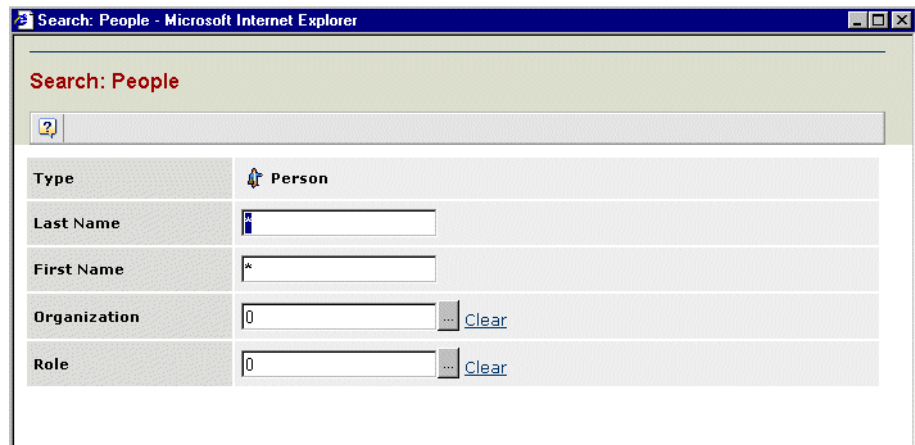 Search: People - Microsoft Internet Explorer
Search: People
?
Type Person
Last Name *
First Name *
Organization 0 ... Clear
Role 0 ... Clear